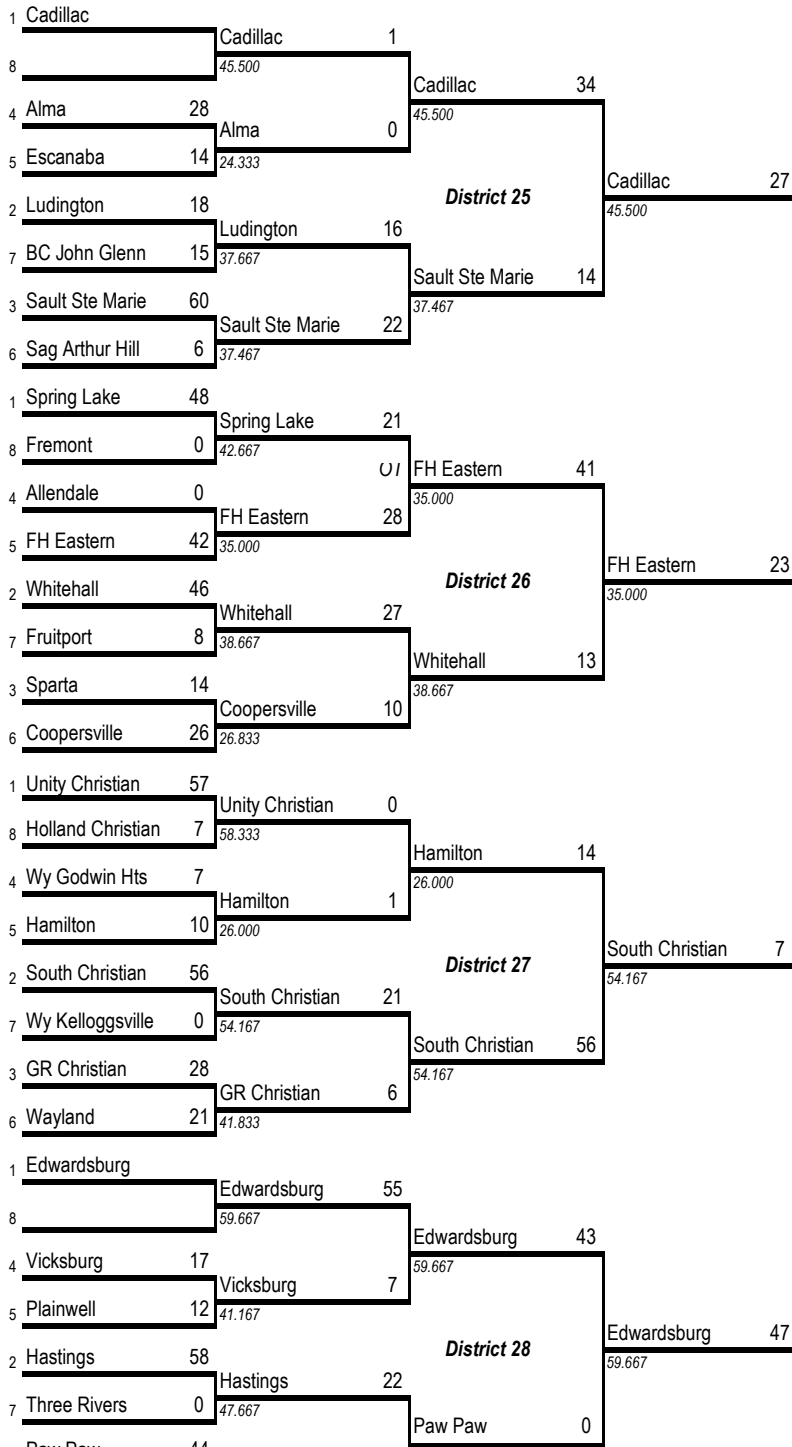 1 Cadillac
Cadillac 1
8
45.500
Cadillac 34
45.500
4 Alma 28
Alma 0
5 Escanaba 14
24.333
District 25
Cadillac 27
45.500
2 Ludington 18
Ludington 16
7 BC John Glenn 15
37.667
Sault Ste Marie 14
37.467
3 Sault Ste Marie 60
Sault Ste Marie 22
6 Sag Arthur Hill 6
37.467
1 Spring Lake 48
Spring Lake 21
8 Fremont 0
42.667
FH Eastern 41
35.000
4 Allendale 0
FH Eastern 28
5 FH Eastern 42
35.000
District 26
FH Eastern 23
35.000
2 Whitehall 46
Whitehall 27
7 Fruitport 8
38.667
Whitehall 13
38.667
3 Sparta 14
Coopersville 10
6 Coopersville 26
26.833
1 Unity Christian 57
Unity Christian 0
8 Holland Christian 7
58.333
Hamilton 14
26.000
4 Wy Godwin Hts 7
Hamilton 1
5 Hamilton 10
26.000
District 27
South Christian 7
54.167
2 South Christian 56
South Christian 21
7 Wy Kelloggsville 0
54.167
South Christian 56
54.167
3 GR Christian 28
GR Christian 6
6 Wayland 21
41.833
1 Edwardsburg
Edwardsburg 55
8
59.667
Edwardsburg 43
59.667
4 Vicksburg 17
Vicksburg 7
5 Plainwell 12
41.167
District 28
Edwardsburg 47
59.667
2 Hastings 58
Hastings 22
7 Three Rivers 0
47.667
Paw Paw 0